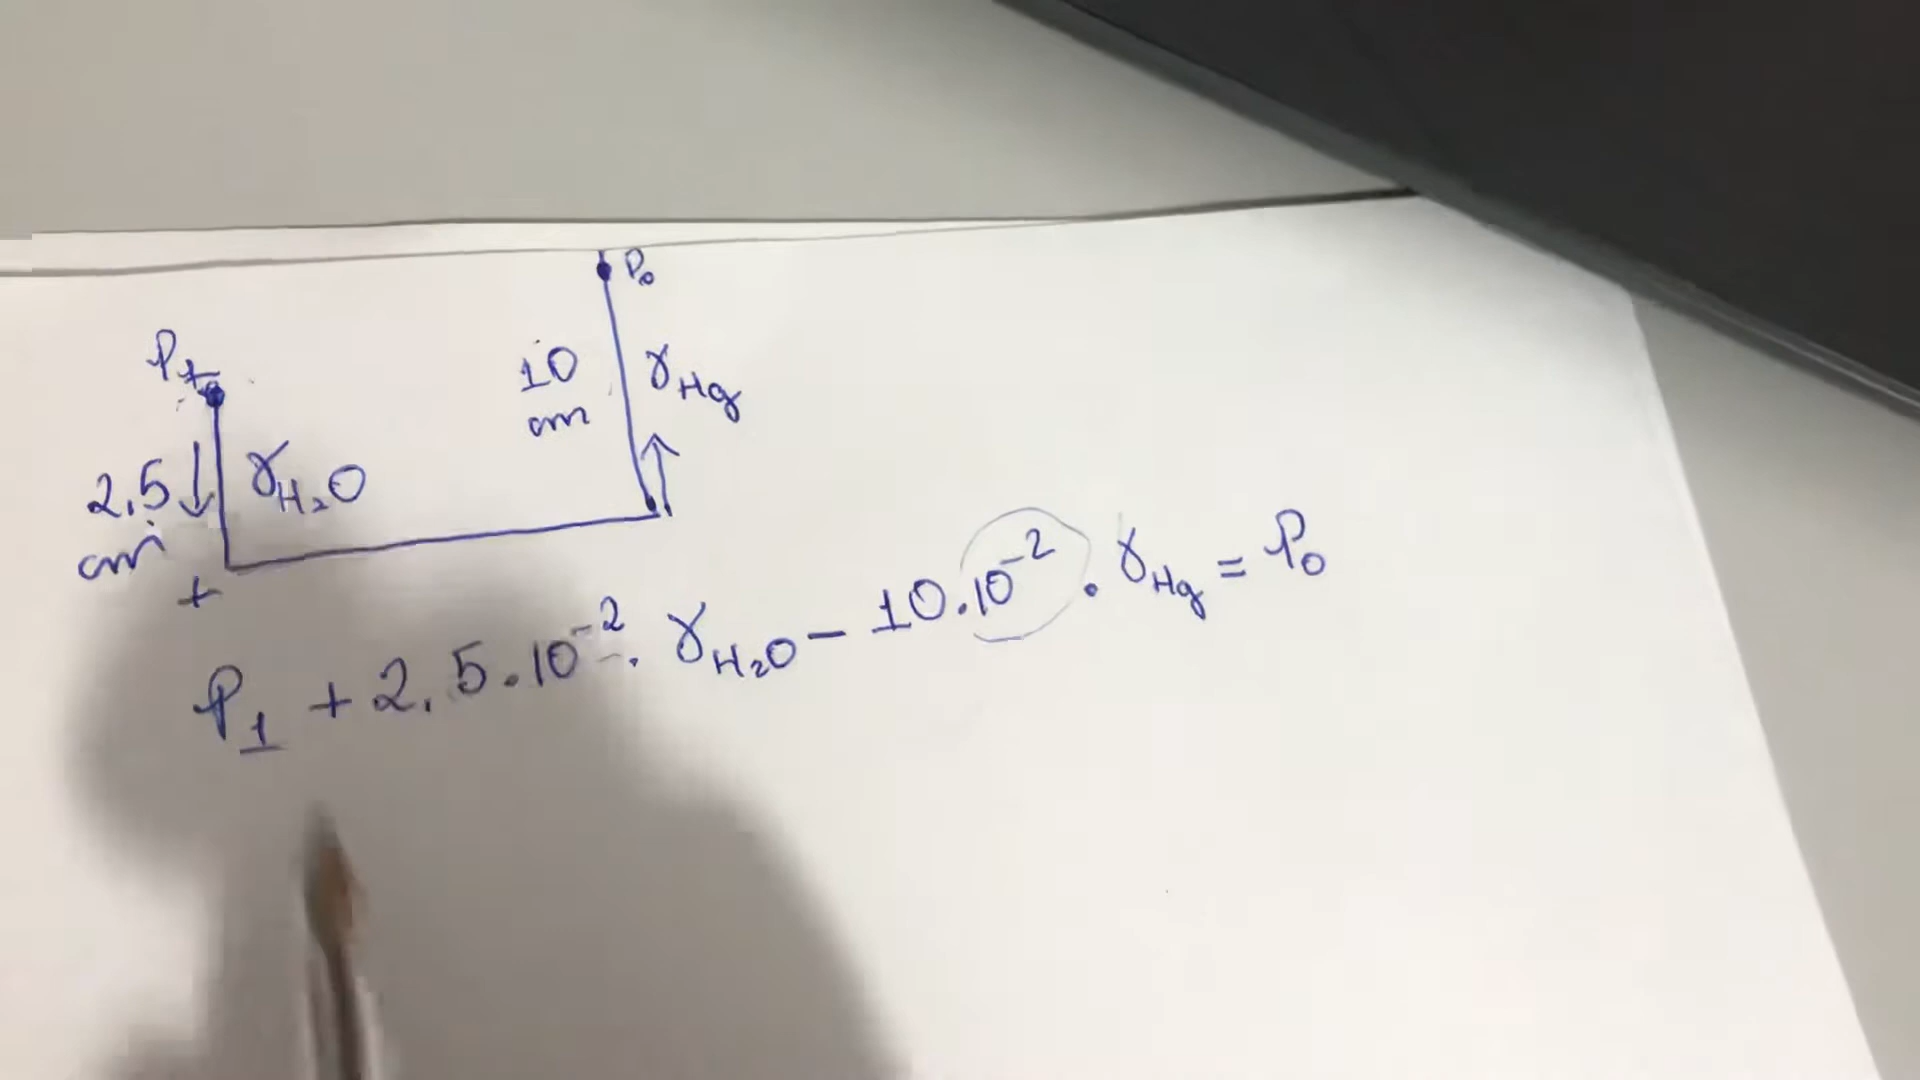 P₀
P₁
10 cm
γHg
2.5 cm
γH₂O
+
P₁ + 2.5.10⁻². γH₂O − 10.10⁻² . γHg = P₀